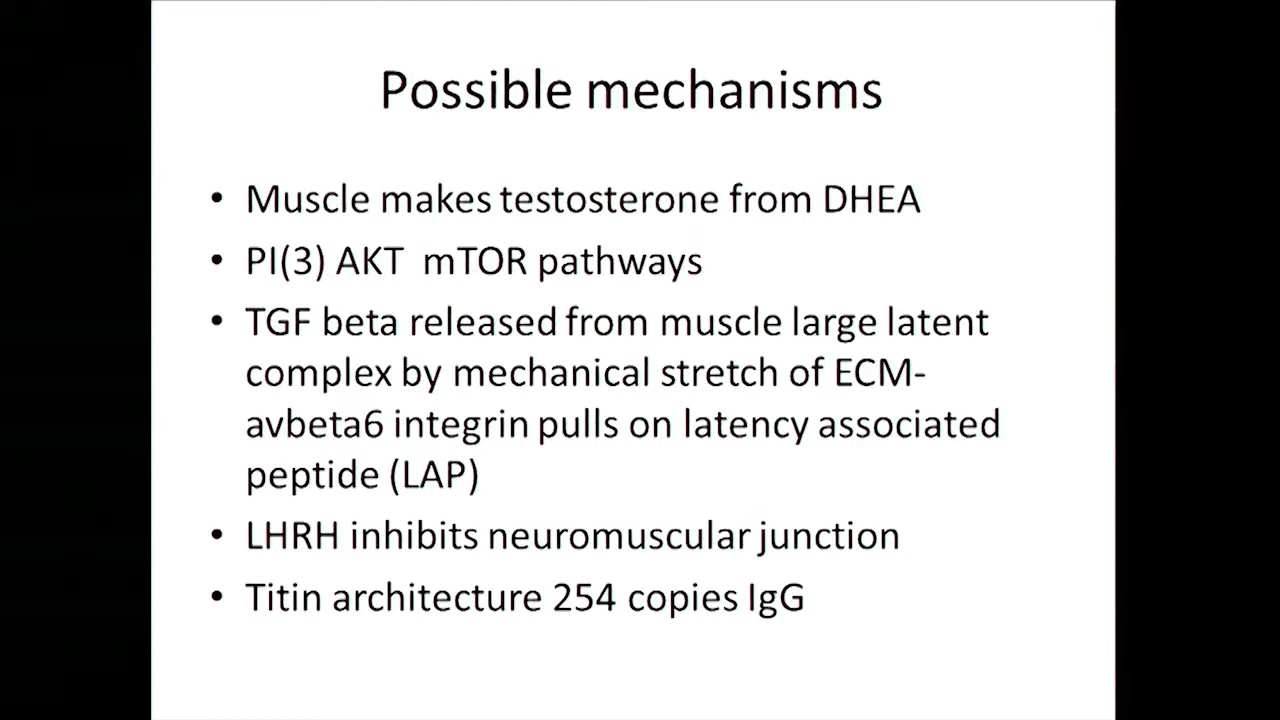 Possible mechanisms
• Muscle makes testosterone from DHEA
• PI(3) AKT  mTOR pathways
• TGF beta released from muscle large latent
complex by mechanical stretch of ECM-
avbeta6 integrin pulls on latency associated
peptide (LAP)
• LHRH inhibits neuromuscular junction
• Titin architecture 254 copies IgG